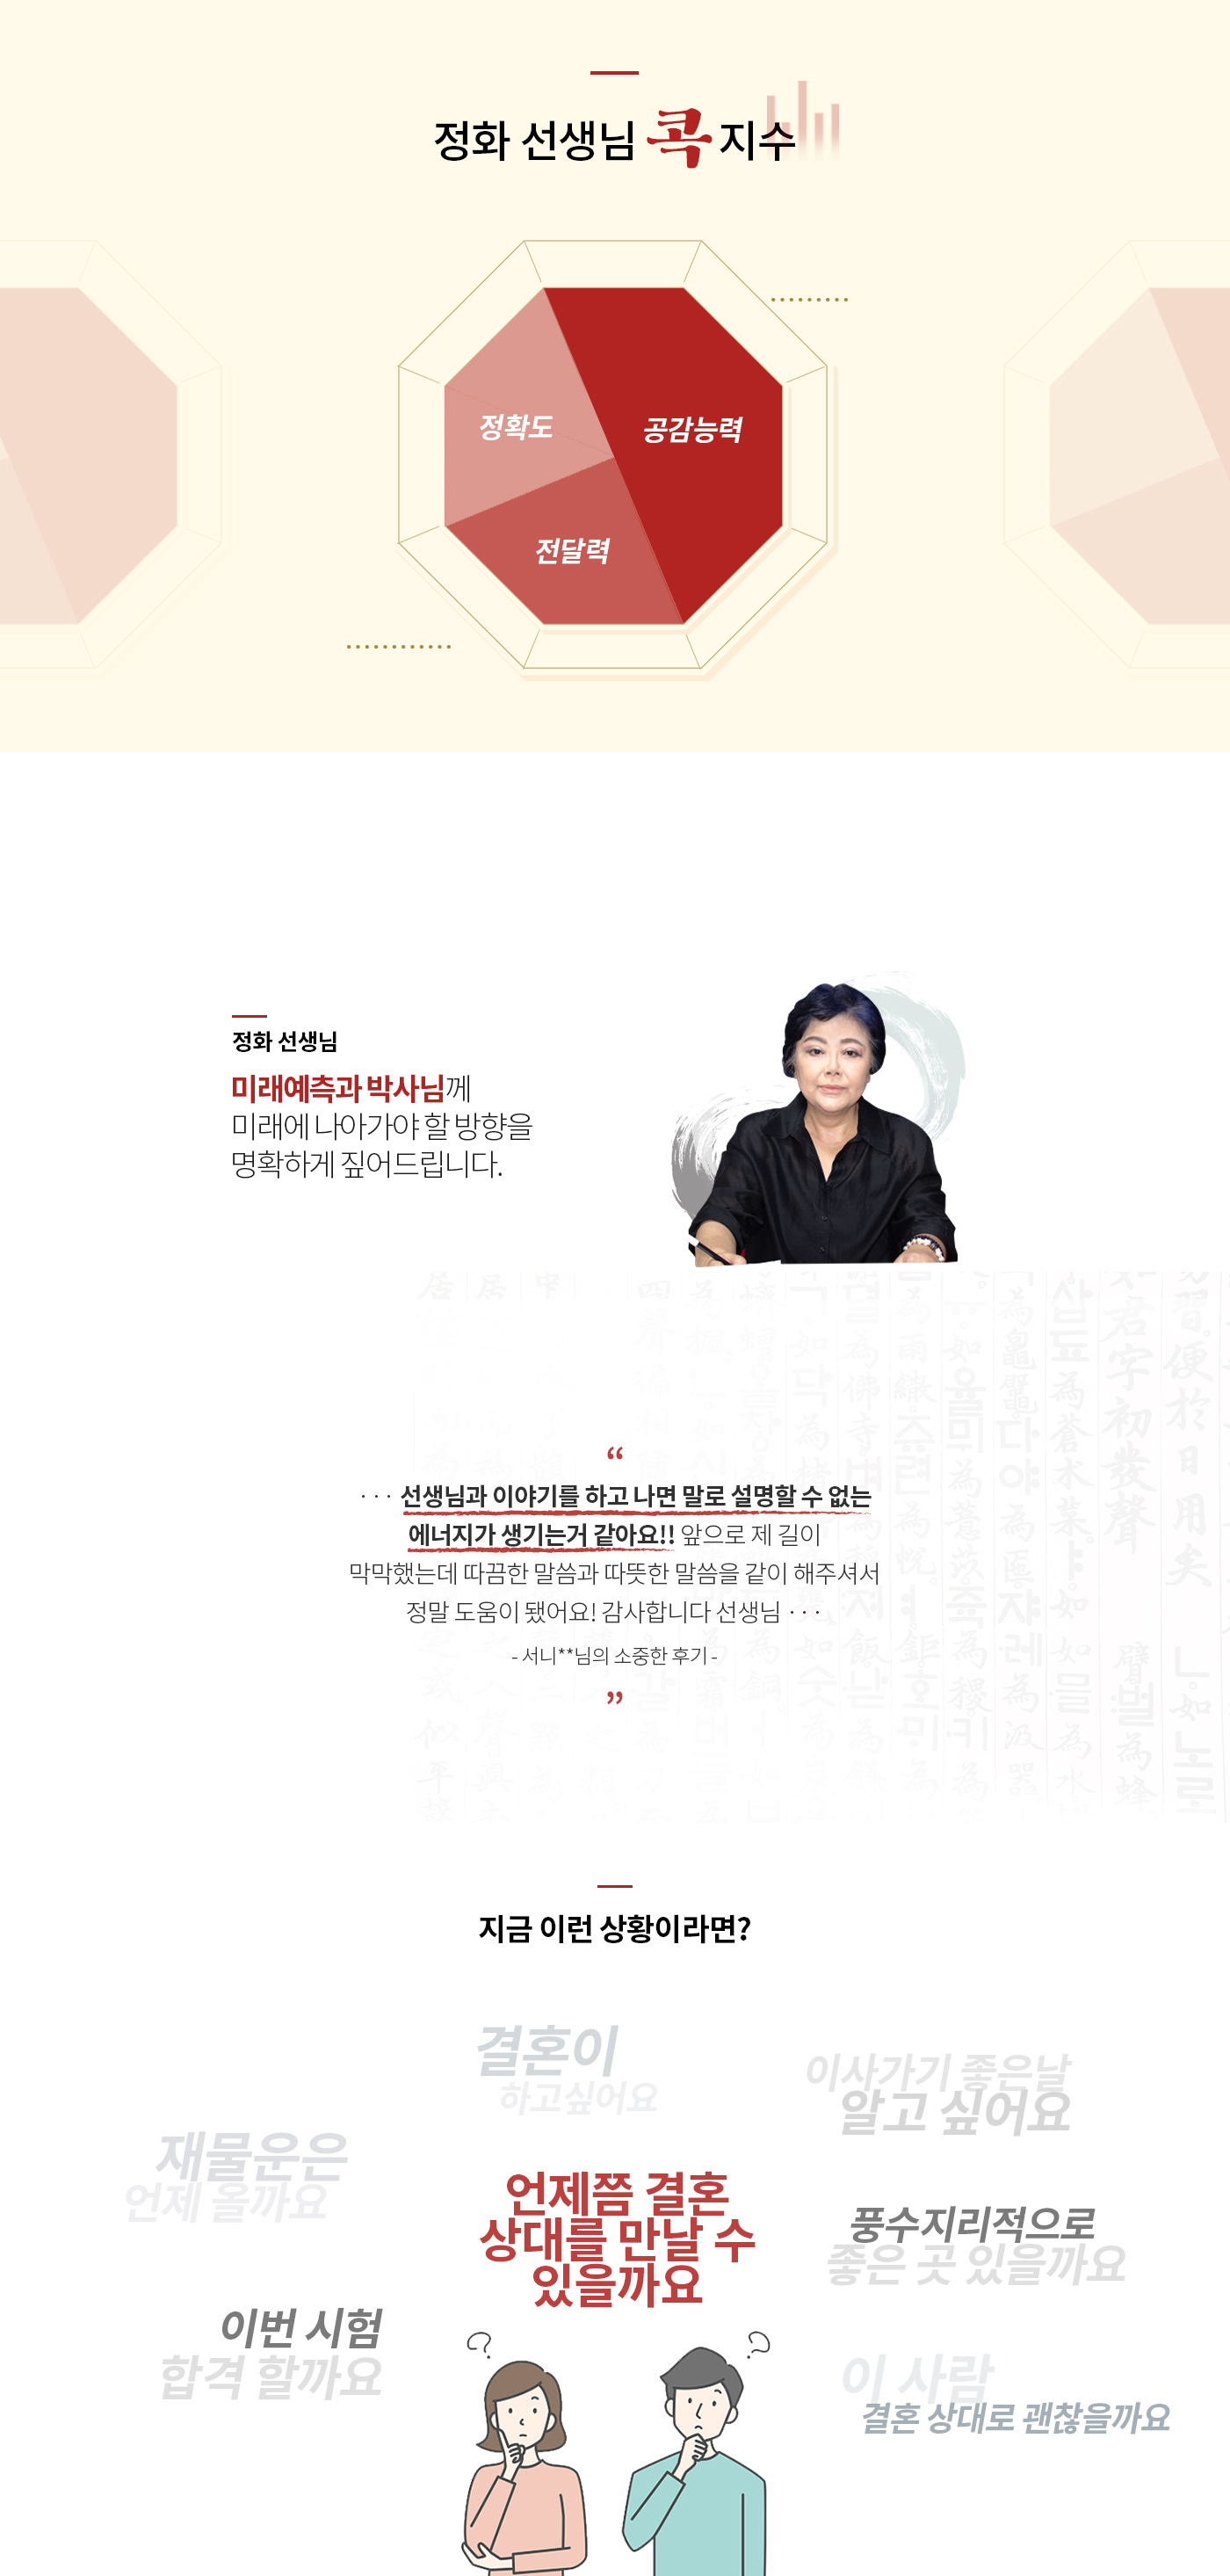 정화 선생님 콕 지수
정확도
공감능력
전달력
정화 선생님
미래예측과 박사님께
미래에 나아가야 할 방향을
명확하게 짚어드립니다.
“
··· 선생님과 이야기를 하고 나면 말로 설명할 수 없는
에너지가 생기는거 같아요!! 앞으로 제 길이
막막했는데 따끔한 말씀과 따뜻한 말씀을 같이 해주셔서
정말 도움이 됐어요! 감사합니다 선생님 ···
- 서니**님의 소중한 후기 -
”
지금 이런 상황이라면?
결혼이
하고싶어요
이사가기 좋은날
알고 싶어요
재물운은
언제 올까요
언제쯤 결혼
상대를 만날 수
있을까요
풍수지리적으로
좋은 곳 있을까요
이번 시험
합격 할까요
이 사람
결혼 상대로 괜찮을까요